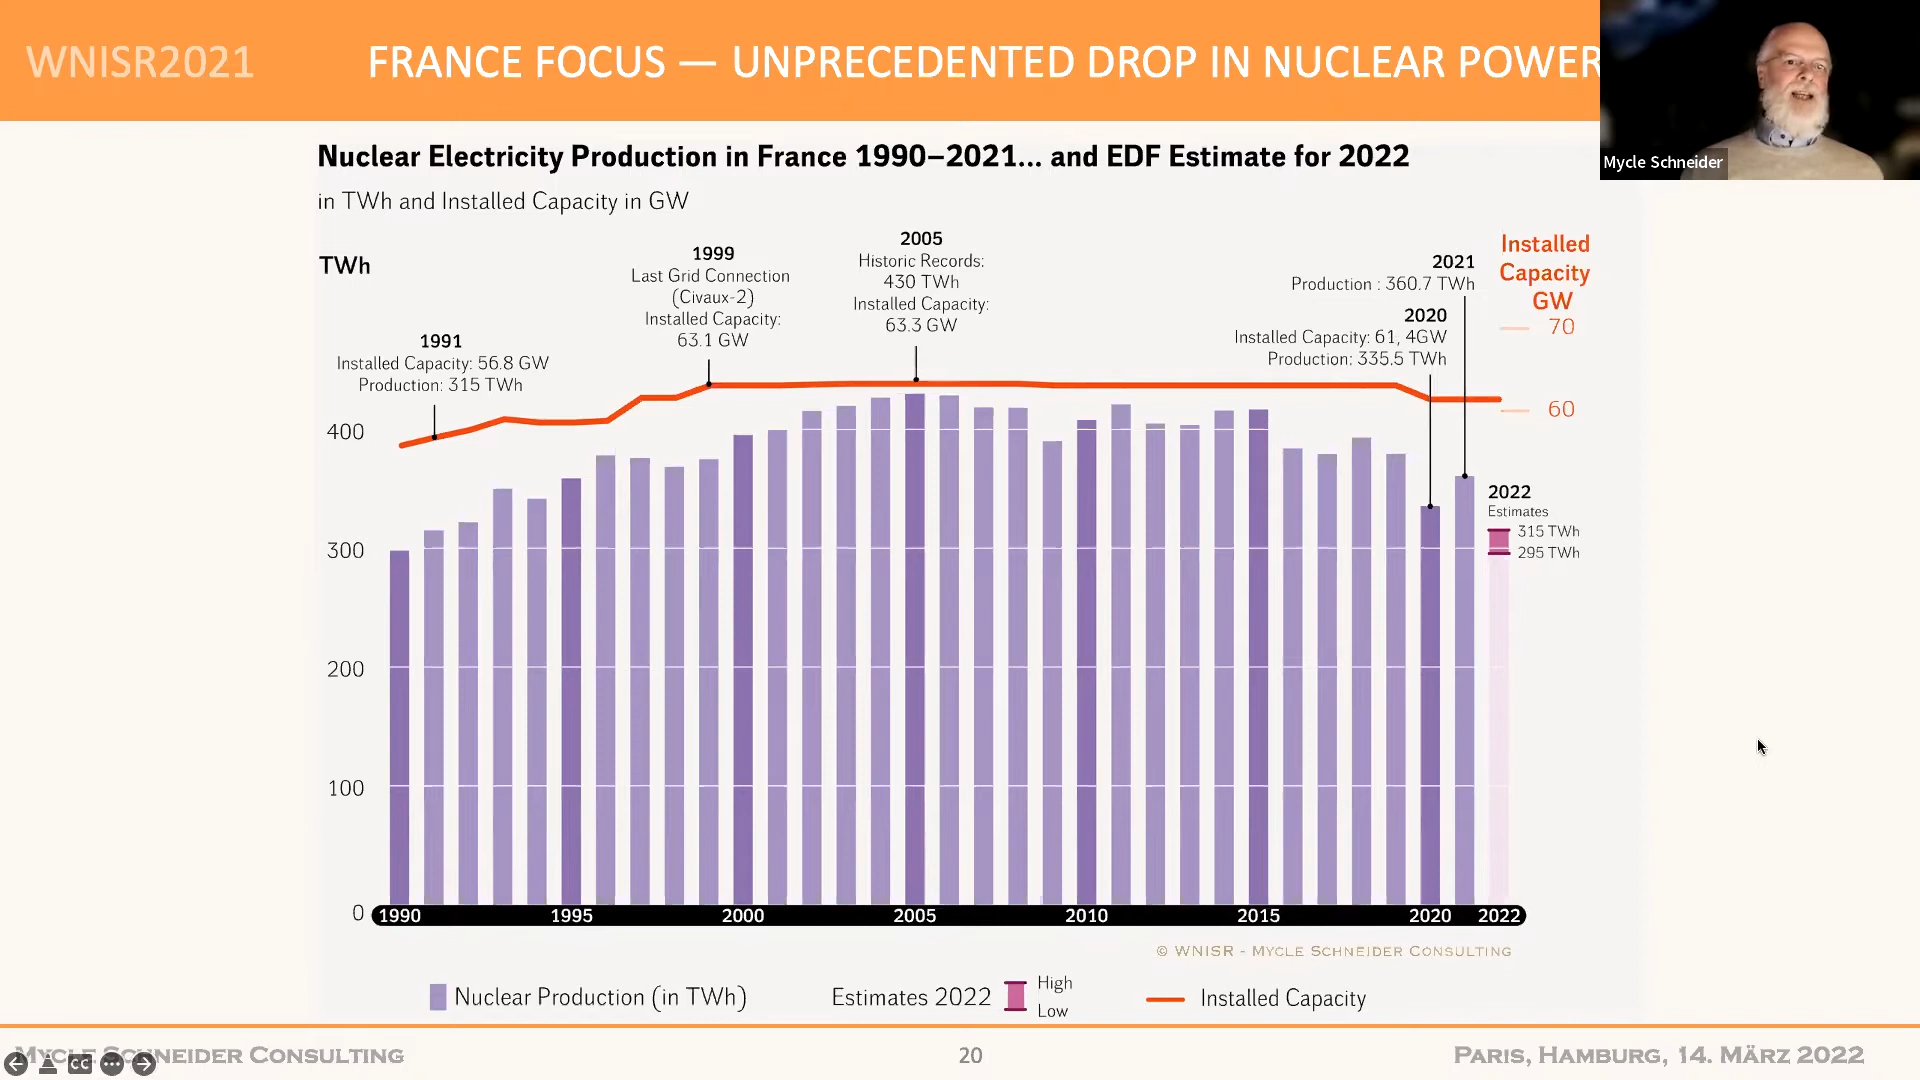 WNISR2021
FRANCE FOCUS — UNPRECEDENTED DROP IN NUCLEAR POWER
Mycle Schneider
Nuclear Electricity Production in France 1990–2021... and EDF Estimate for 2022
in TWh and Installed Capacity in GW
TWh
1991
Installed Capacity: 56.8 GW
Production: 315 TWh
1999
Last Grid Connection
(Civaux-2)
Installed Capacity:
63.1 GW
2005
Historic Records:
430 TWh
Installed Capacity:
63.3 GW
2021
Production : 360.7 TWh
2020
Installed Capacity: 61, 4GW
Production: 335.5 TWh
Installed
Capacity
GW
70
60
2022
Estimates
315 TWh
295 TWh
400
300
200
100
0
1990 1995 2000 2005 2010 2015 2020 2022
© WNISR - MYCLE SCHNEIDER CONSULTING
Nuclear Production (in TWh)
Estimates 2022
High
Low
Installed Capacity
MYCLE SCHNEIDER CONSULTING
CC
20
PARIS, HAMBURG, 14. MÄRZ 2022